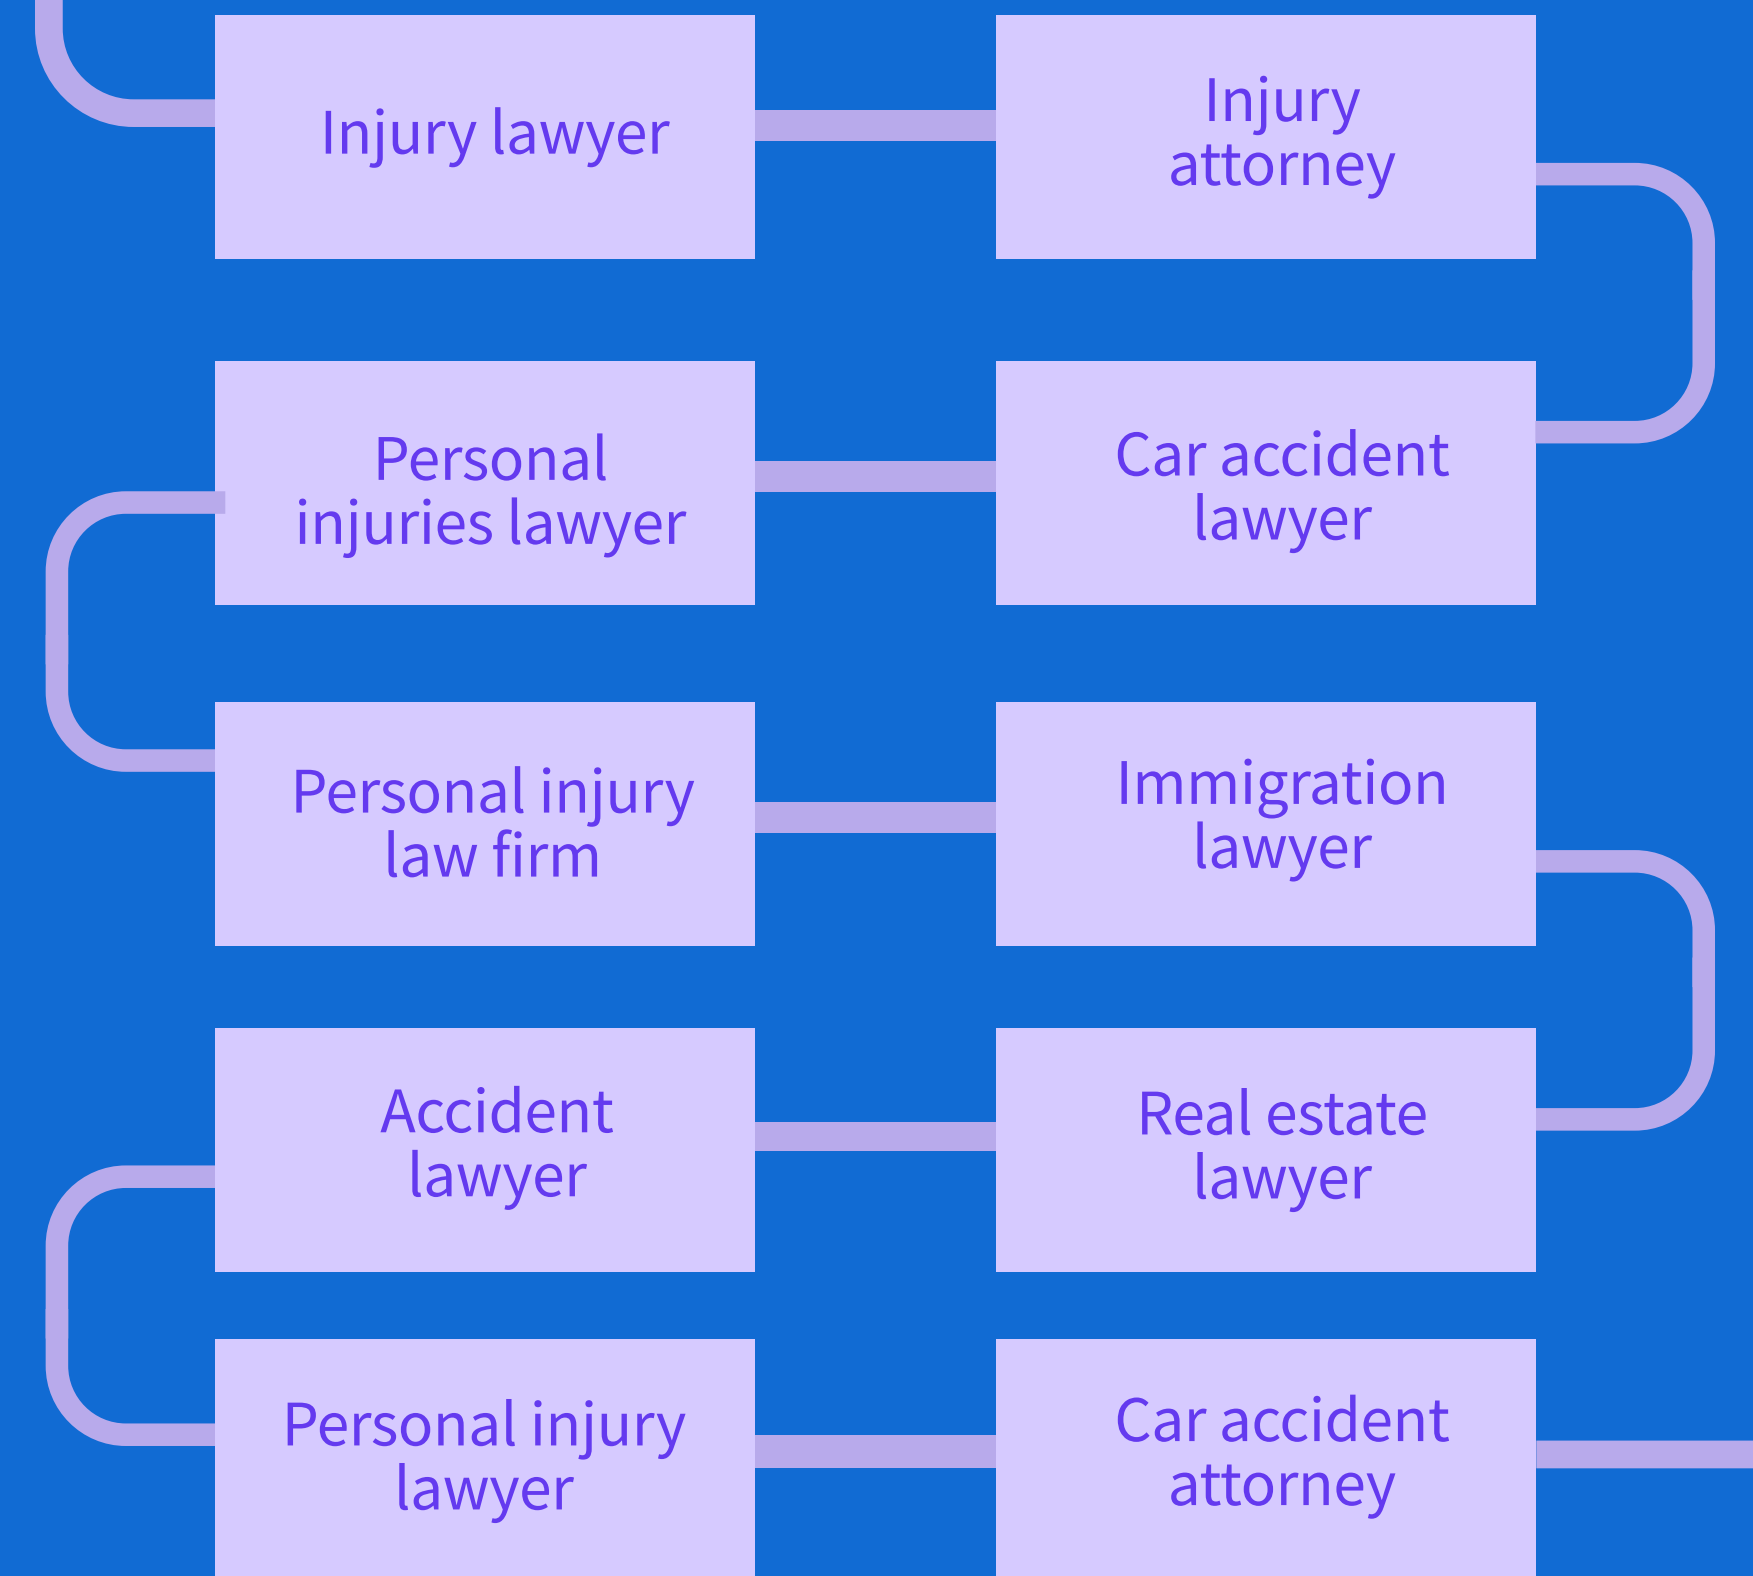 Injury lawyer
Injury
attorney
Personal
injuries lawyer
Car accident
lawyer
Personal injury
law firm
Immigration
lawyer
Accident
lawyer
Real estate
lawyer
Personal injury
lawyer
Car accident
attorney